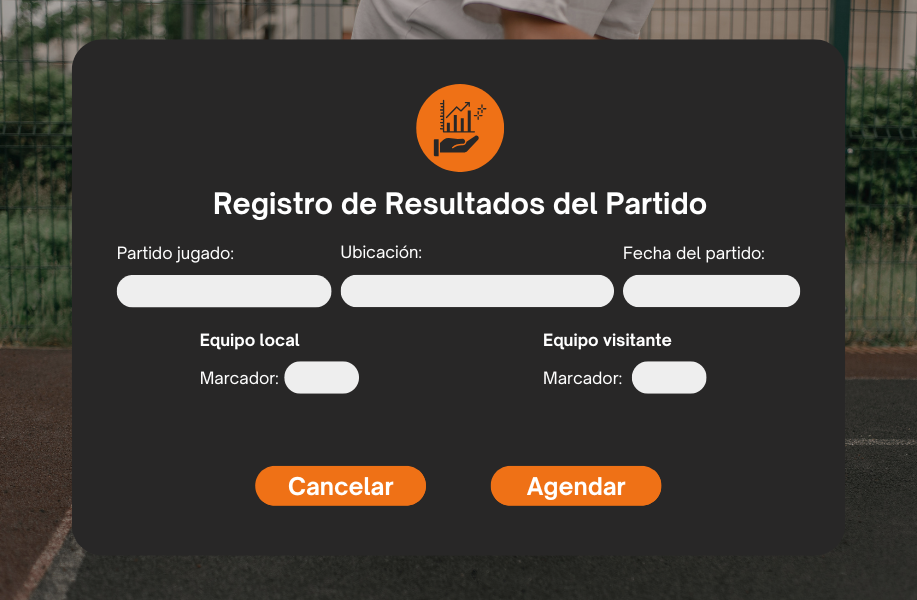 Registro de Resultados del Partido
Partido jugado: Ubicación: Fecha del partido:
Equipo local Equipo visitante
Marcador: Marcador:
Cancelar Agendar